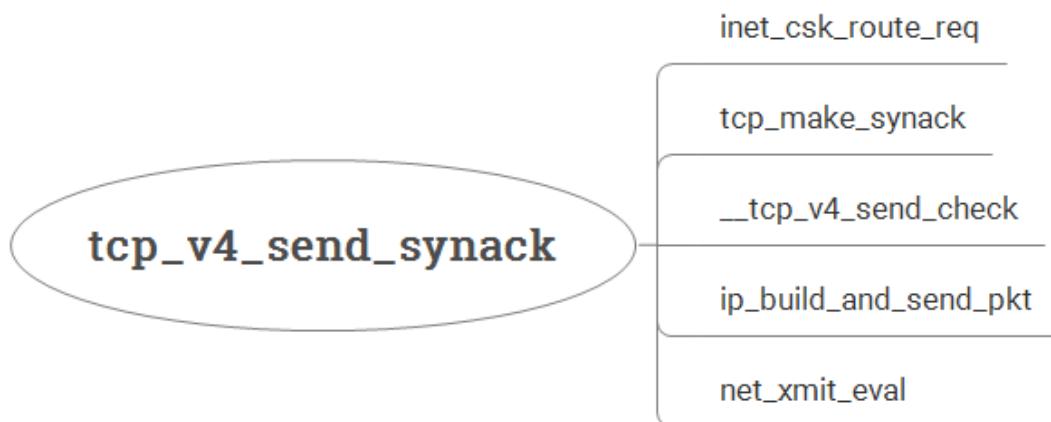 inet_csk_route_req
tcp_make_synack
__tcp_v4_send_check
tcp_v4_send_synack
ip_build_and_send_pkt
net_xmit_eval